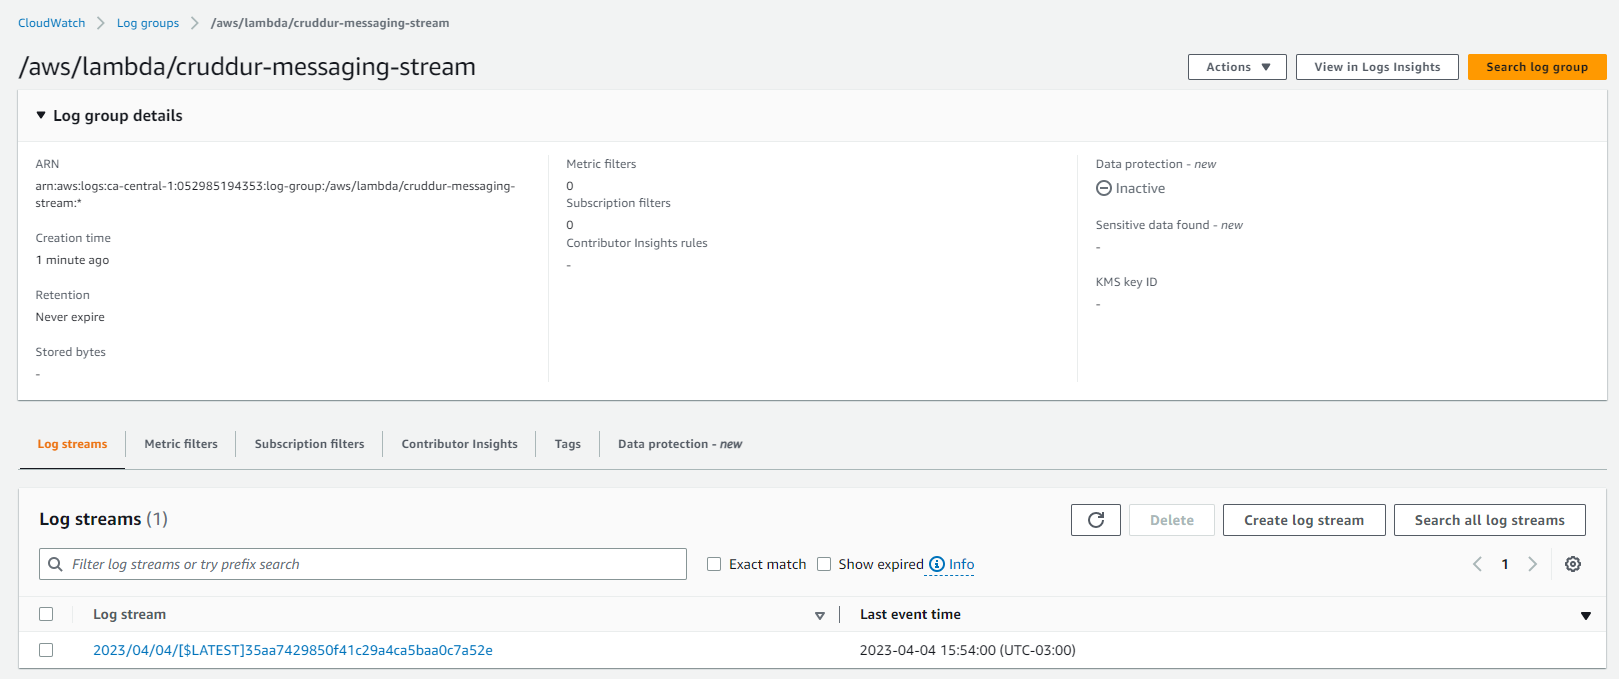 CloudWatch > Log groups > /aws/lambda/cruddur-messaging-stream
/aws/lambda/cruddur-messaging-stream
Actions ▼
View in Logs Insights
Search log group
▼ Log group details
ARN
arn:aws:logs:ca-central-1:052985194353:log-group:/aws/lambda/cruddur-messaging-
stream:*
Creation time
1 minute ago
Retention
Never expire
Stored bytes
-
Metric filters
0
Subscription filters
0
Contributor Insights rules
-
Data protection - new
Inactive
Sensitive data found - new
-
KMS key ID
-
Log streams
Metric filters
Subscription filters
Contributor Insights
Tags
Data protection - new
Log streams (1)
Delete
Create log stream
Search all log streams
Filter log streams or try prefix search
Exact match
Show expired
Info
1
Log stream
Last event time
2023/04/04/[$LATEST]35aa7429850f41c29a4ca5baa0c7a52e
2023-04-04 15:54:00 (UTC-03:00)